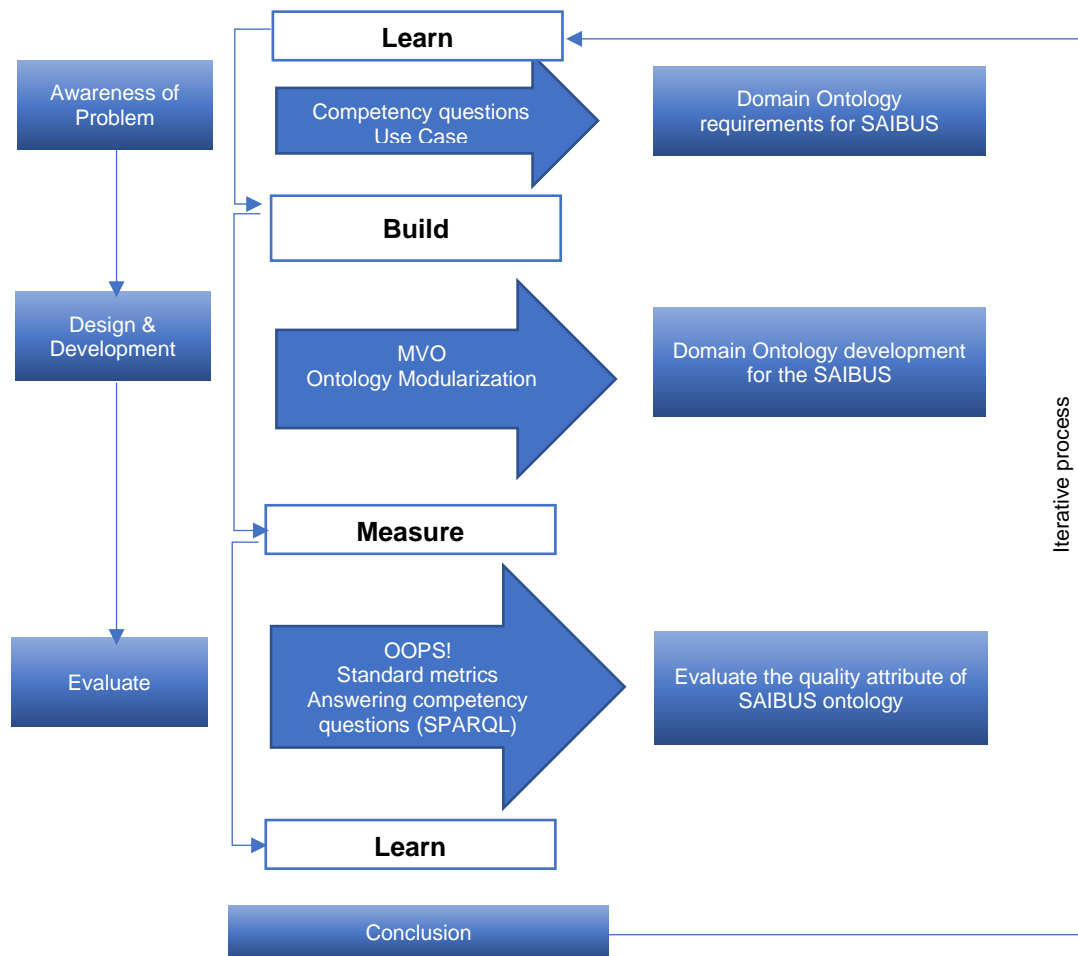 Learn
Awareness of
Problem
Competency questions
Use Case
Domain Ontology
requirements for SAIBUS
Build
Design &
Development
MVO
Ontology Modularization
Domain Ontology development
for the SAIBUS
Iterative process
Measure
Evaluate
OOPS!
Standard metrics
Answering competency
questions (SPARQL)
Evaluate the quality attribute of
SAIBUS ontology
Learn
Conclusion